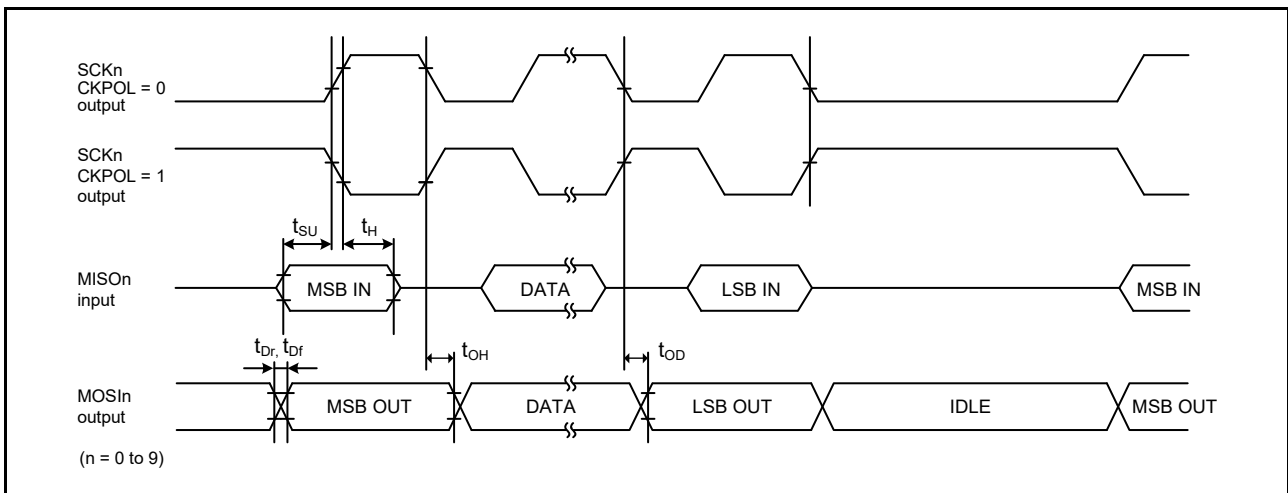 SCKn
CKPOL = 0
output
SCKn
CKPOL = 1
output
tSU
tH
MISOn
input
MSB IN
DATA
LSB IN
MSB IN
tDr, tDf
tOH
tOD
MOSIn
output
MSB OUT
DATA
LSB OUT
IDLE
MSB OUT
(n = 0 to 9)